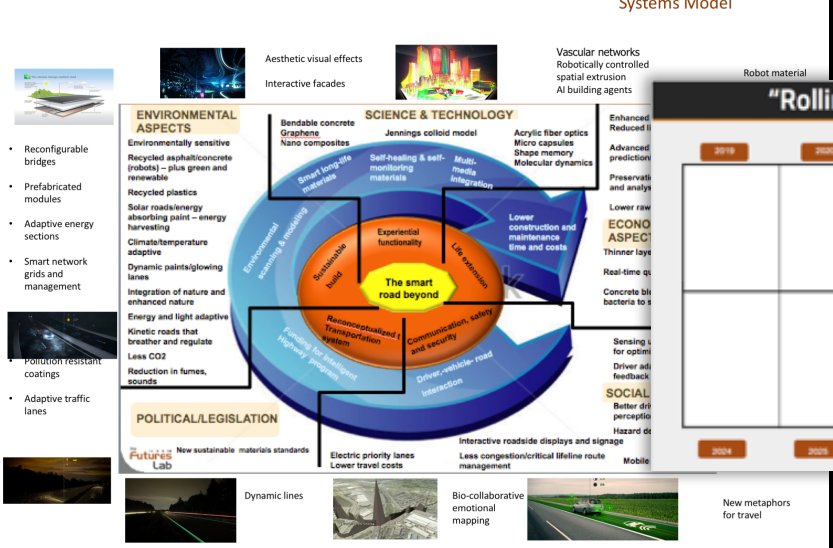 Systems Model
Aesthetic visual effects
Interactive facades
Vascular networks
Robotically controlled
spatial extrusion
AI building agents
Robot material
• Reconfigurable
bridges
• Prefabricated
modules
• Adaptive energy
sections
• Smart network
grids and
management
• Pollution resistant
coatings
• Adaptive traffic
lanes
ENVIRONMENTAL
ASPECTS
Environmentally sensitive
Recycled asphalt/concrete
(robots) – plus green and
renewable
Recycled plastics
Solar roads/energy
absorbing paint – energy
harvesting
Climate/temperature
adaptive
Dynamic paints/glowing
lanes
Integration of nature and
enhanced nature
Energy and light adaptive
Kinetic roads that
breather and regulate
Less CO2
Reduction in fumes,
sounds
SCIENCE & TECHNOLOGY
Bendable concrete
Graphene
Nano composites
Jennings colloid model
Acrylic fiber optics
Micro capsules
Shape memory
Molecular dynamics
Smart long-life
materials
Self-healing & self-
monitoring
materials
Multi-
media
Integration
Environmental
scanning & modeling
Lower
construction and
maintenance
time and costs
Sustainable
build
Experiential
functionality
Life extension
The smart
road beyond
Reconceptualized t
Transportation
system
Communication, safety
and security
Funding for intelligent
Highway program
Driver,-vehicle- road
interaction
Enhanced
Reduced li
Advanced
prediction
Preservati
and analys
Lower raw
ECONO
ASPECT
Thinner laye
Real-time qu
Concrete ble
bacteria to s
Sensing u
for optimi
Driver ada
feedback
SOCIAL
Better driv
perceptio
Hazard de
Mobile
POLITICAL/LEGISLATION
New sustainable materials standards
the
Futures
Lab
Electric priority lanes
Lower travel costs
Interactive roadside displays and signage
Less congestion/critical lifeline route
management
"Rollin
2019
2020
2024
2025
Dynamic lines
Bio-collaborative
emotional
mapping
New metaphors
for travel